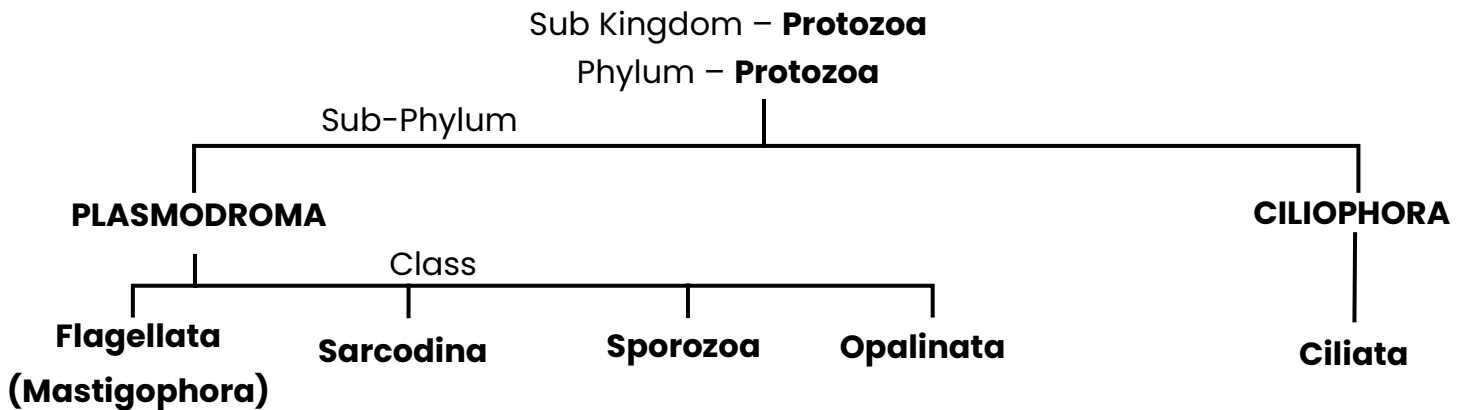 Sub Kingdom – Protozoa
Phylum – Protozoa
Sub-Phylum
PLASMODROMA
CILIOPHORA
Class
Flagellata
(Mastigophora)
Sarcodina
Sporozoa
Opalinata
Ciliata